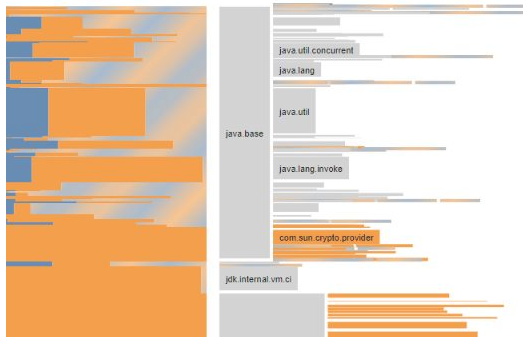 java.util.concurrent
java.lang
java.util
java.base
java.lang.invoke
com.sun.crypto.provider
jdk.internal.vm.ci